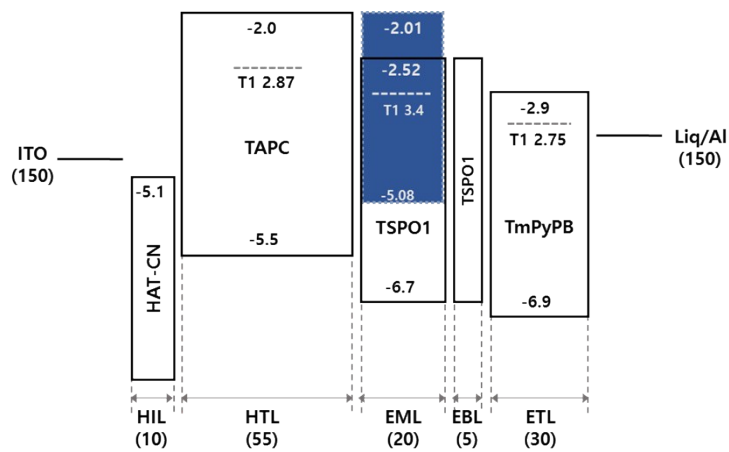 -2.0
-2.01
-2.52
T1 2.87
T1 3.4
-2.9
T1 2.75
ITO
(150)
Liq/Al
(150)
TAPC
-5.1
-5.08
HAT-CN
TSPO1
TSPO1
TmPyPB
-5.5
-6.7
-6.9
HIL
(10)
HTL
(55)
EML
(20)
EBL
(5)
ETL
(30)